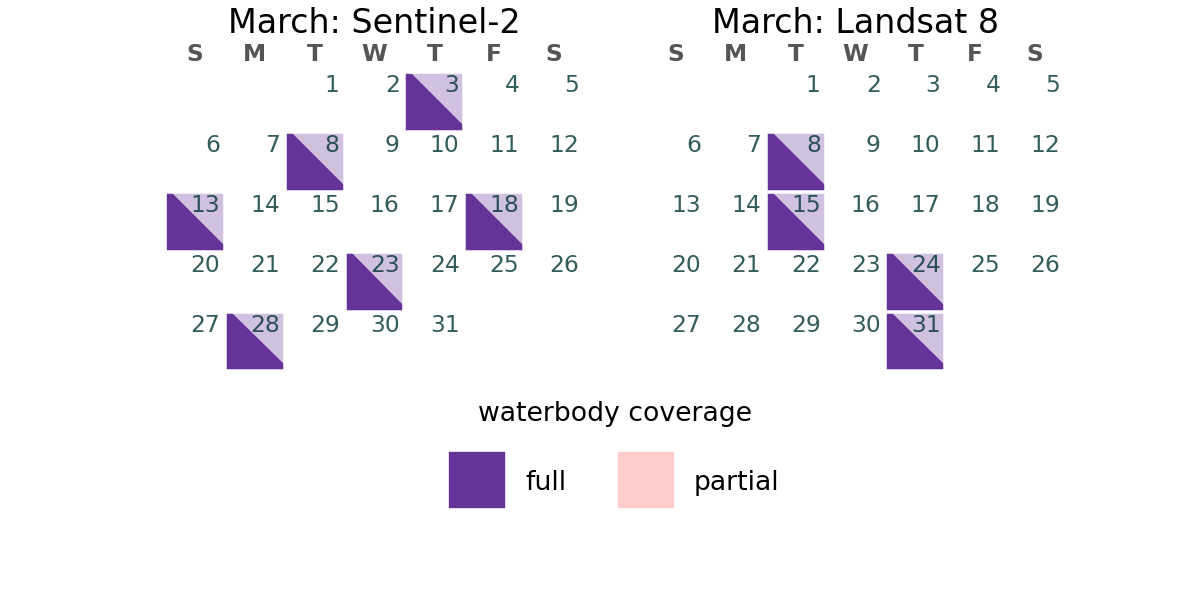 March: Sentinel-2
S M T W T F S
1 2 3 4 5
6 7 8 9 10 11 12
13 14 15 16 17 18 19
20 21 22 23 24 25 26
27 28 29 30 31
March: Landsat 8
S M T W T F S
1 2 3 4 5
6 7 8 9 10 11 12
13 14 15 16 17 18 19
20 21 22 23 24 25 26
27 28 29 30 31
waterbody coverage
full partial